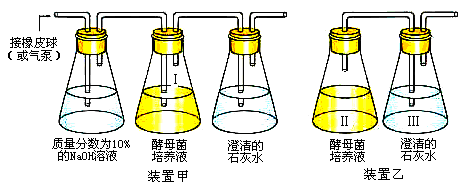 接橡皮球
（或气泵）
Ⅰ
Ⅱ
Ⅲ
质量分数为10%
的NaOH溶液
酵母菌
培养液
澄清的
石灰水
酵母菌
培养液
澄清的
石灰水
装置甲
装置乙